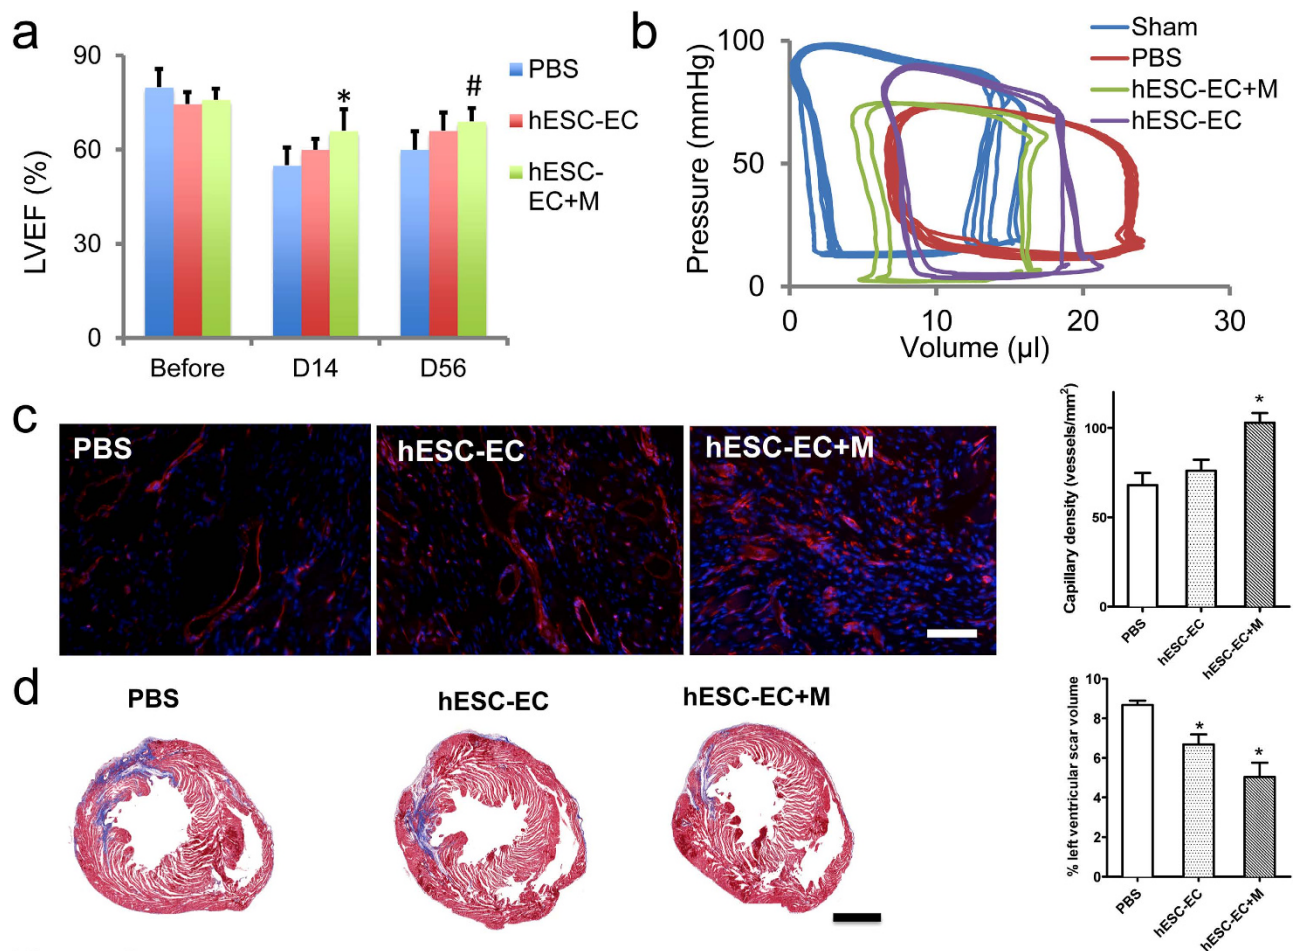 a
90
60
30
0
LVEF (%)
Before
D14
D56
*
#
PBS
hESC-EC
hESC-
EC+M
b
100
50
0
Pressure (mmHg)
0
10
20
30
Volume (µl)
Sham
PBS
hESC-EC+M
hESC-EC
c
PBS
hESC-EC
hESC-EC+M
Capillary density (vessels/mm²)
100
50
0
*
PBS
hESC-EC
hESC-EC+M
d
PBS
hESC-EC
hESC-EC+M
% left ventricular scar volume
10
8
6
4
2
0
*
*
PBS
hESC-EC
hESC-EC+M